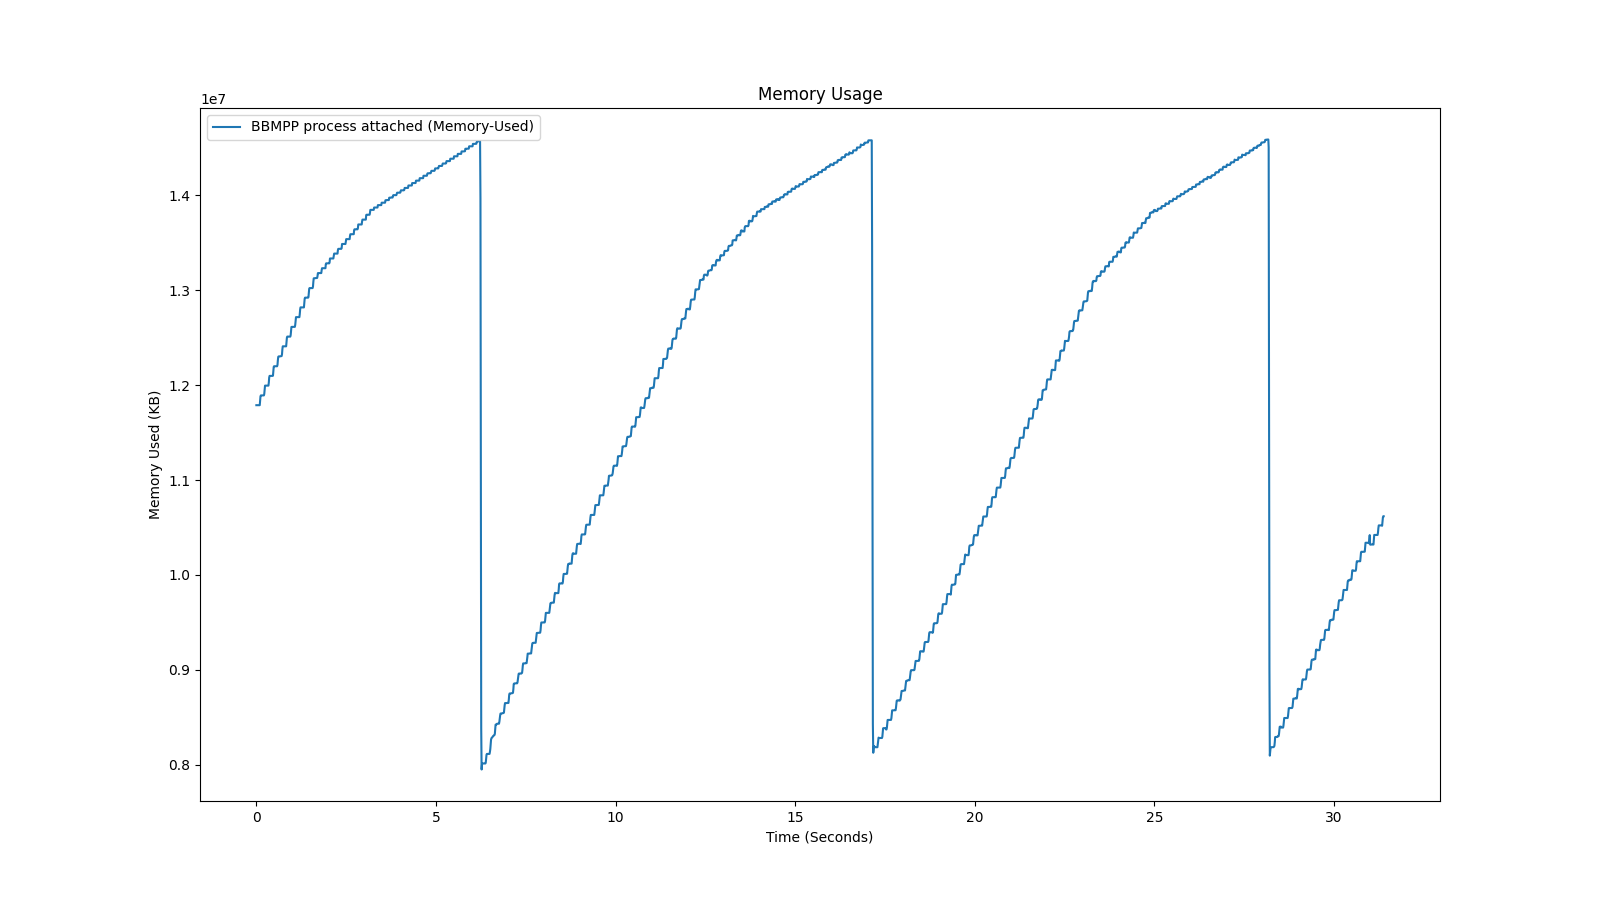 Memory Usage
1e7
BBMPP process attached (Memory-Used)
1.4
1.3
1.2
1.1
1.0
0.9
0.8
Memory Used (KB)
0 5 10 15 20 25 30
Time (Seconds)